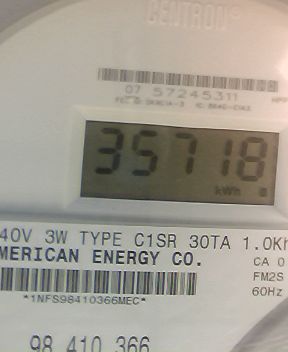 CENTRON®
07 57245311
35718
kWh
40V 3W TYPE C1SR 30TA 1.0Kh
MERICAN ENERGY CO.
CA 0
FM2S
*1NFS98410366MEC*
60Hz
98 410 366